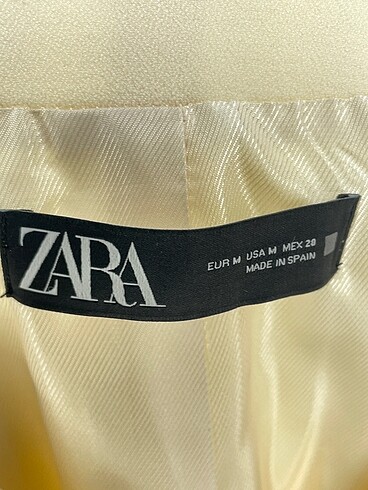 ZARA
EUR M USA M MEX 28
MADE IN SPAIN